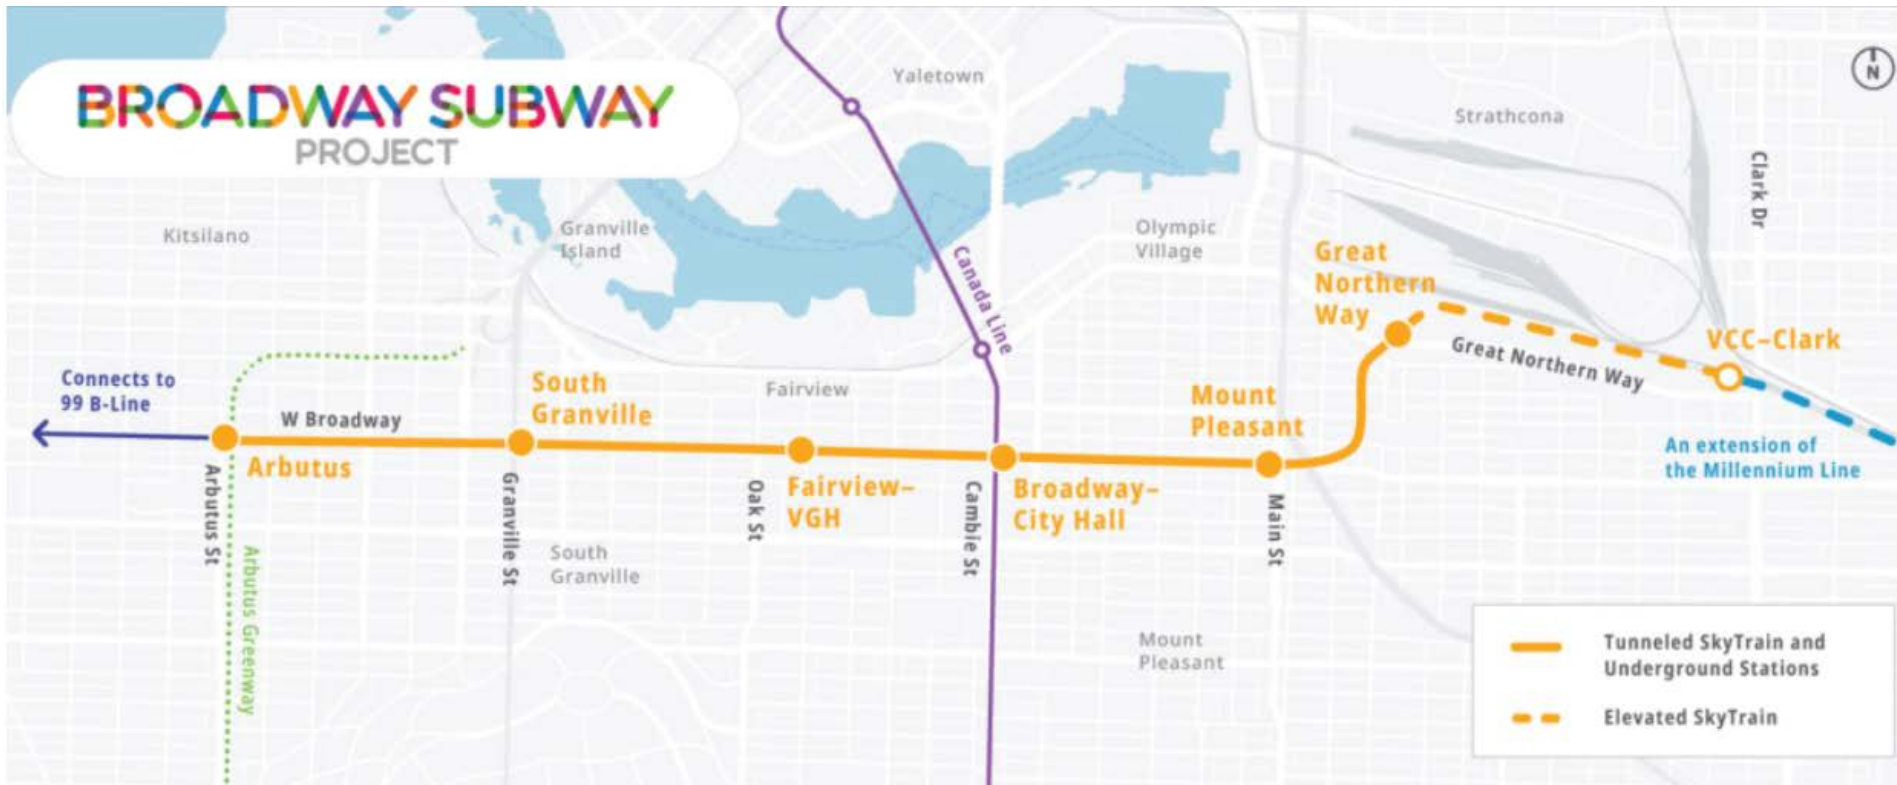 BROADWAY SUBWAY
PROJECT
Yaletown
N
Strathcona
Clark Dr
Kitsilano
Granville
Island
Canada Line
Olympic
Village
Great
Northern
Way
VCC–Clark
Great Northern Way
Connects to
99 B-Line
W Broadway
South
Granville
Fairview
Mount
Pleasant
An extension of
the Millennium Line
Arbutus
Arbutus St
Granville St
Oak St
Fairview–
VGH
Cambie St
Broadway–
City Hall
Main St
Arbutus Greenway
South
Granville
Mount
Pleasant
Tunneled SkyTrain and
Underground Stations
Elevated SkyTrain